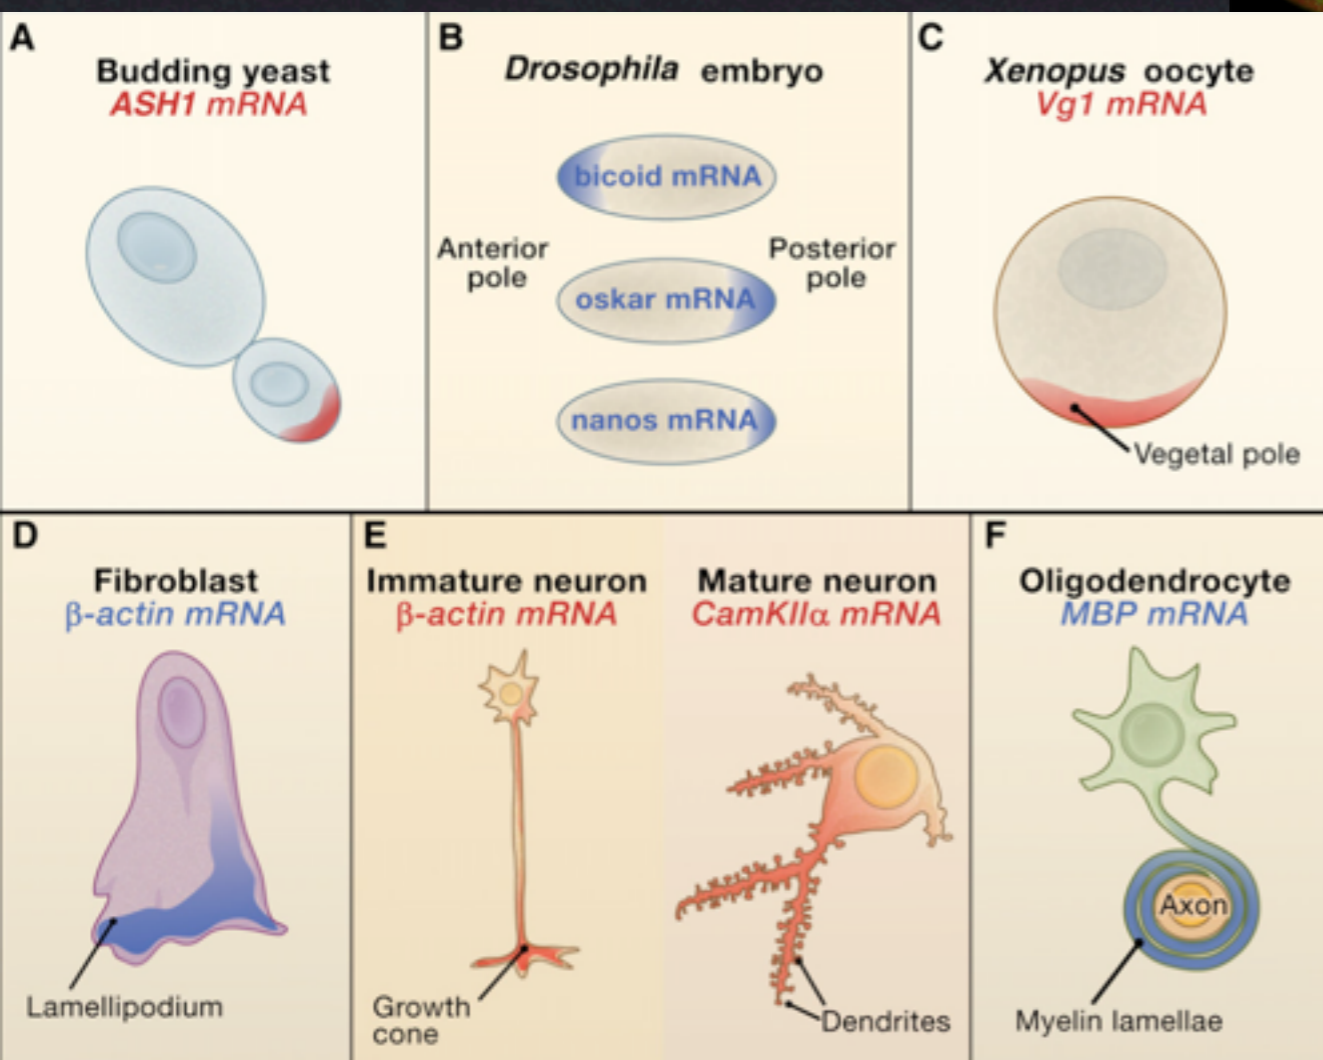 A
Budding yeast
ASH1 mRNA
B
Drosophila embryo
bicoid mRNA
Anterior
pole
Posterior
pole
oskar mRNA
nanos mRNA
C
Xenopus oocyte
Vg1 mRNA
Vegetal pole
D
Fibroblast
β-actin mRNA
Lamellipodium
E
Immature neuron
β-actin mRNA
Growth
cone
Mature neuron
CamKIIα mRNA
Dendrites
F
Oligodendrocyte
MBP mRNA
Axon
Myelin lamellae